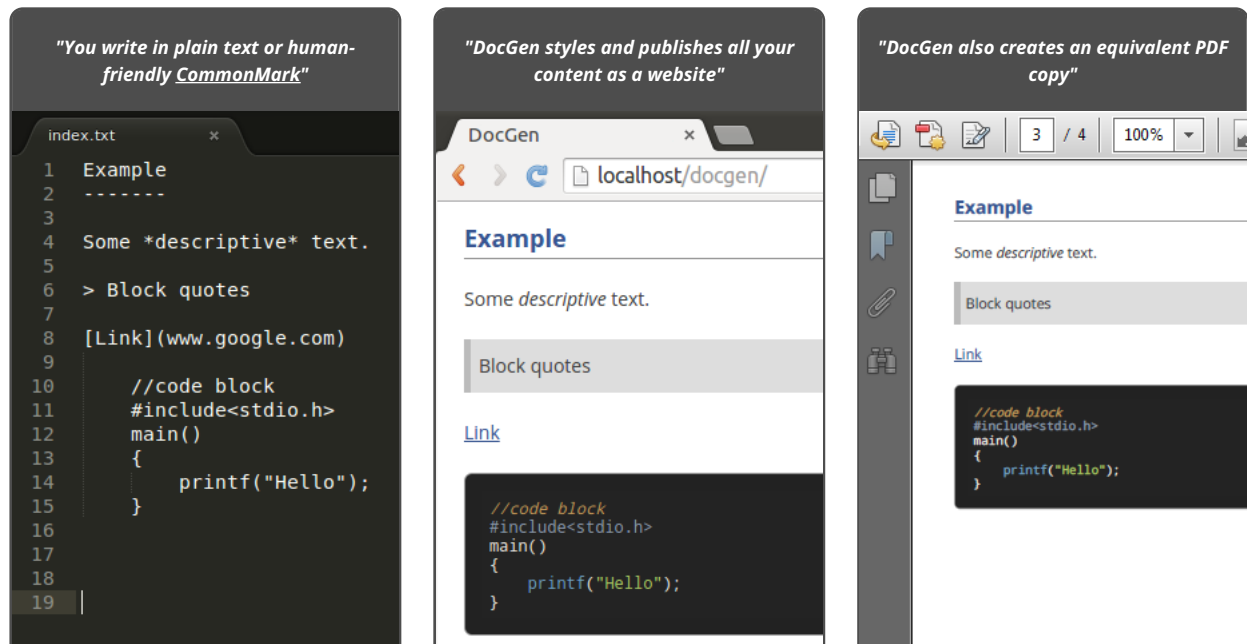 "You write in plain text or human-
friendly CommonMark"
index.txt ×
1 Example
2 -------
3
4 Some *descriptive* text.
5
6 > Block quotes
7
8 [Link](www.google.com)
9
10 //code block
11 #include<stdio.h>
12 main()
13 {
14 printf("Hello");
15 }
16
17
18
19
"DocGen styles and publishes all your
content as a website"
DocGen ×
localhost/docgen/
Example
Some descriptive text.
Block quotes
Link
//code block
#include<stdio.h>
main()
{
printf("Hello");
}
"DocGen also creates an equivalent PDF
copy"
3 / 4 100%
Example
Some descriptive text.
Block quotes
Link
//code block
#include<stdio.h>
main()
{
printf("Hello");
}